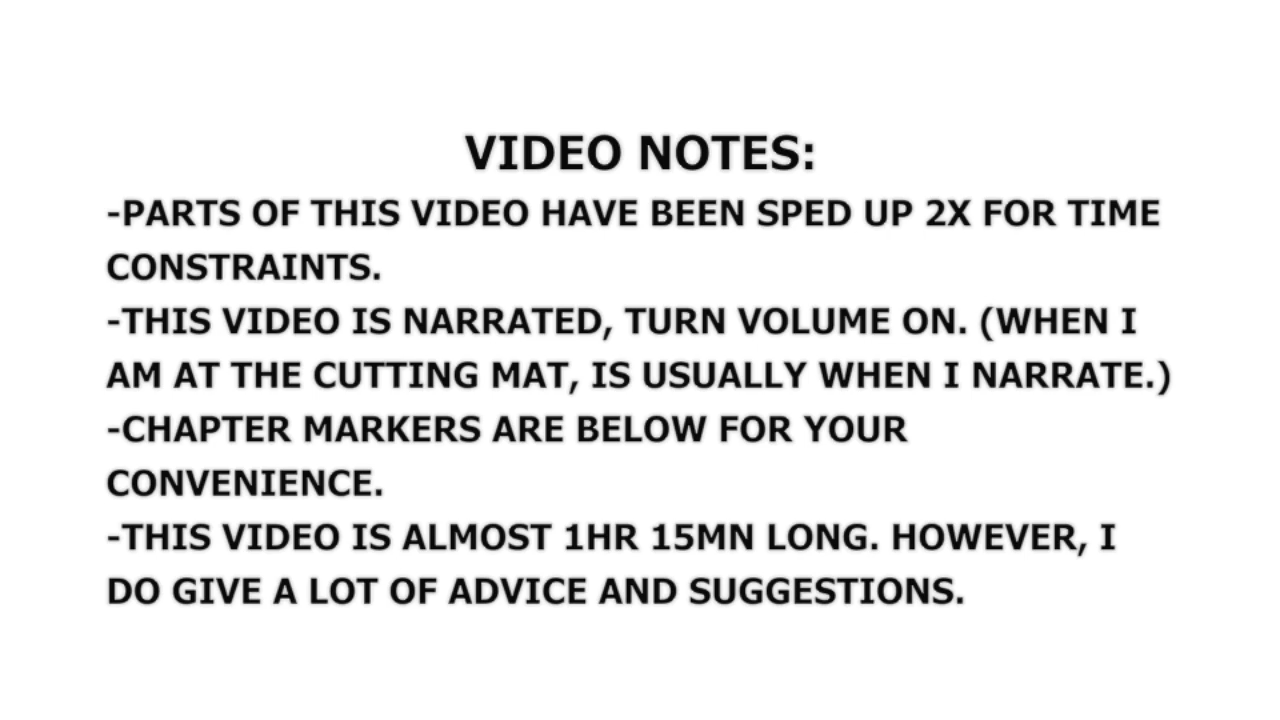 VIDEO NOTES:
-PARTS OF THIS VIDEO HAVE BEEN SPED UP 2X FOR TIME
CONSTRAINTS.
-THIS VIDEO IS NARRATED, TURN VOLUME ON. (WHEN I
AM AT THE CUTTING MAT, IS USUALLY WHEN I NARRATE.)
-CHAPTER MARKERS ARE BELOW FOR YOUR
CONVENIENCE.
-THIS VIDEO IS ALMOST 1HR 15MN LONG. HOWEVER, I
DO GIVE A LOT OF ADVICE AND SUGGESTIONS.